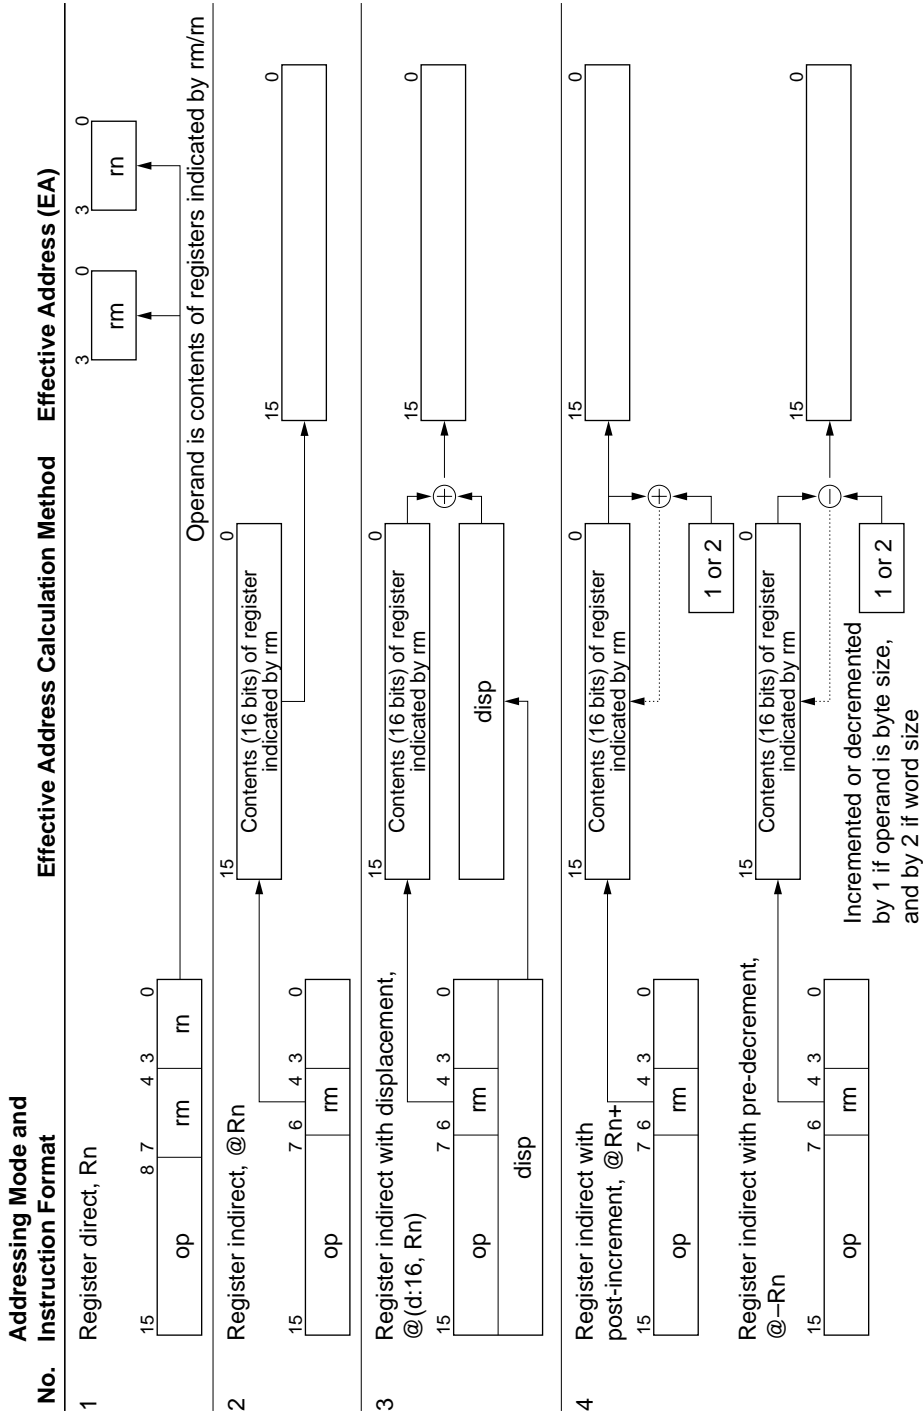 Addressing Mode and
No. Instruction Format Effective Address Calculation Method Effective Address (EA)
1 Register direct, Rn
15 8 7 4 3 0
op rm rn
3 0 3 0
rm rn
Operand is contents of registers indicated by rm/rn
2 Register indirect, @Rn
15 7 6 4 3 0
op rm
15 0
Contents (16 bits) of register
indicated by rm
15 0
3 Register indirect with displacement,
@(d:16, Rn)
15 7 6 4 3 0
op rm
disp
15 0
Contents (16 bits) of register
indicated by rm
disp
15 0
4 Register indirect with
post-increment, @Rn+
15 7 6 4 3 0
op rm
15 0
Contents (16 bits) of register
indicated by rm
+
1 or 2
15 0
Register indirect with pre-decrement,
@–Rn
15 7 6 4 3 0
op rm
15 0
Contents (16 bits) of register
indicated by rm
–
1 or 2
15 0
Incremented or decremented
by 1 if operand is byte size,
and by 2 if word size